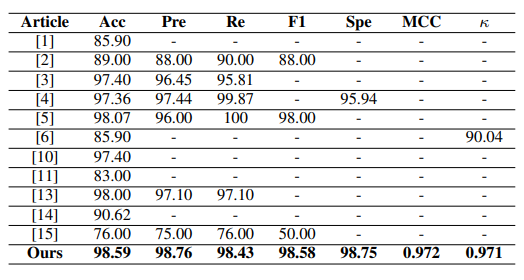 Article Acc Pre Re F1 Spe MCC κ
[1] 85.90 - - - - - -
[2] 89.00 88.00 90.00 88.00 - - -
[3] 97.40 96.45 95.81 - - - -
[4] 97.36 97.44 99.87 - 95.94 - -
[5] 98.07 96.00 100 98.00 - - -
[6] 85.90 - - - - - 90.04
[10] 97.40 - - - - - -
[11] 83.00 - - - - - -
[13] 98.00 97.10 97.10 - - - -
[14] 90.62 - - - - - -
[15] 76.00 75.00 76.00 50.00 - - -
Ours 98.59 98.76 98.43 98.58 98.75 0.972 0.971